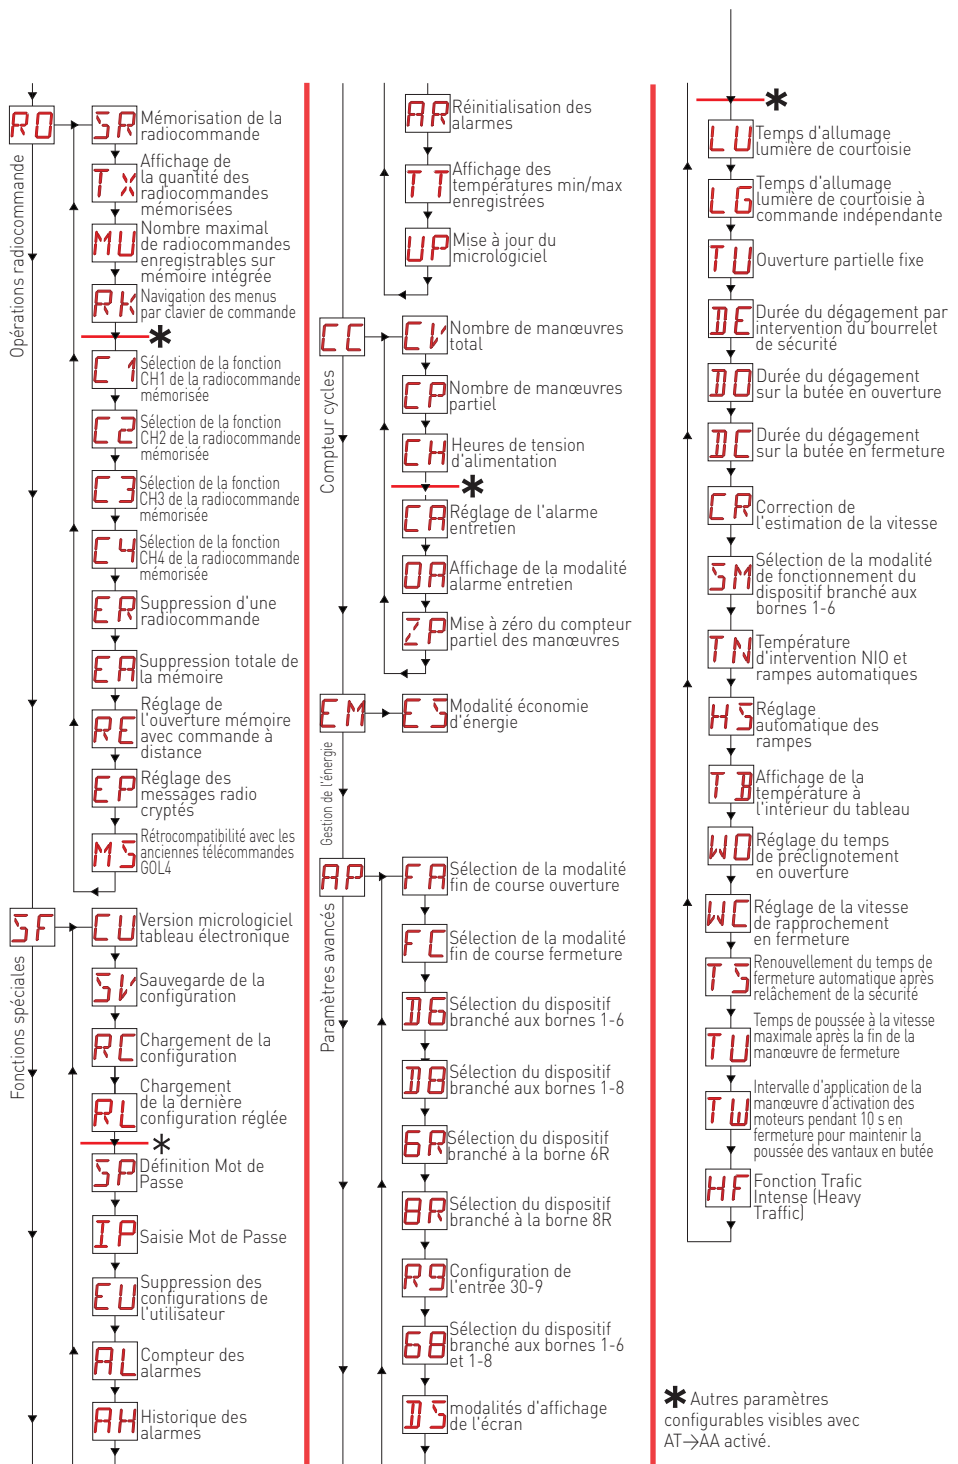 RO
Opérations radiocommande
SR
Mémorisation de la
radiocommande
TX
Affichage de
la quantité des
radiocommandes
mémorisées
MU
Nombre maximal
de radiocommandes
enregistrables sur
mémoire intégrée
RK
Navigation des menus
par clavier de commande
*
C1
Sélection de la fonction
CH1 de la radiocommande
mémorisée
C2
Sélection de la fonction
CH2 de la radiocommande
mémorisée
C3
Sélection de la fonction
CH3 de la radiocommande
mémorisée
C4
Sélection de la fonction
CH4 de la radiocommande
mémorisée
ER
Suppression d'une
radiocommande
EA
Suppression totale de
la mémoire
RE
Réglage de
l'ouverture mémoire
avec commande à
distance
EP
Réglage des
messages radio
cryptés
MS
Rétrocompatibilité avec les
anciennes télécommandes
GOL4
SF
Fonctions spéciales
CU
Version micrologiciel
tableau électronique
SV
Sauvegarde de la
configuration
RC
Chargement de la
configuration
RL
Chargement
de la dernière
configuration réglée
*
SP
Définition Mot de
Passe
IP
Saisie Mot de Passe
EU
Suppression des
configurations de
l'utilisateur
AL
Compteur des
alarmes
AH
Historique des
alarmes
AR
Réinitialisation des
alarmes
TT
Affichage des
températures min/max
enregistrées
UP
Mise à jour du
micrologiciel
CC
Compteur cycles
CV
Nombre de manœuvres
total
CP
Nombre de manœuvres
partiel
CH
Heures de tension
d'alimentation
*
CA
Réglage de l'alarme
entretien
OA
Affichage de la modalité
alarme entretien
ZP
Mise à zéro du compteur
partiel des manœuvres
EM
Gestion de l'énergie
ES
Modalité économie
d'énergie
AP
Paramètres avancés
FA
Sélection de la modalité
fin de course ouverture
FC
Sélection de la modalité
fin de course fermeture
D6
Sélection du dispositif
branché aux bornes 1-6
D8
Sélection du dispositif
branché aux bornes 1-8
6R
Sélection du dispositif
branché à la borne 6R
8R
Sélection du dispositif
branché à la borne 8R
R9
Configuration de
l'entrée 30-9
68
Sélection du dispositif
branché aux bornes 1-6
et 1-8
DS
modalités d'affichage
de l'écran
*
LU
Temps d'allumage
lumière de courtoisie
LG
Temps d'allumage
lumière de courtoisie à
commande indépendante
TU
Ouverture partielle fixe
DE
Durée du dégagement par
intervention du bourrelet
de sécurité
DO
Durée du dégagement
sur la butée en ouverture
DC
Durée du dégagement
sur la butée en fermeture
CR
Correction de
l'estimation de la vitesse
SM
Sélection de la modalité
de fonctionnement du
dispositif branché aux
bornes 1-6
TN
Température
d'intervention NIO et
rampes automatiques
HS
Réglage
automatique des
rampes
TB
Affichage de la
température à
l'intérieur du tableau
WO
Réglage du temps
de préclignotement
en ouverture
WC
Réglage de la vitesse
de rapprochement
en fermeture
TS
Renouvellement du temps de
fermeture automatique après
relâchement de la sécurité
TU
Temps de poussée à la vitesse
maximale après la fin de la
manœuvre de fermeture
TW
Intervalle d'application de la
manœuvre d'activation des
moteurs pendant 10 s en
fermeture pour maintenir la
poussée des vantaux en butée
HF
Fonction Trafic
Intense (Heavy
Traffic)
* Autres paramètres
configurables visibles avec
AT→AA activé.